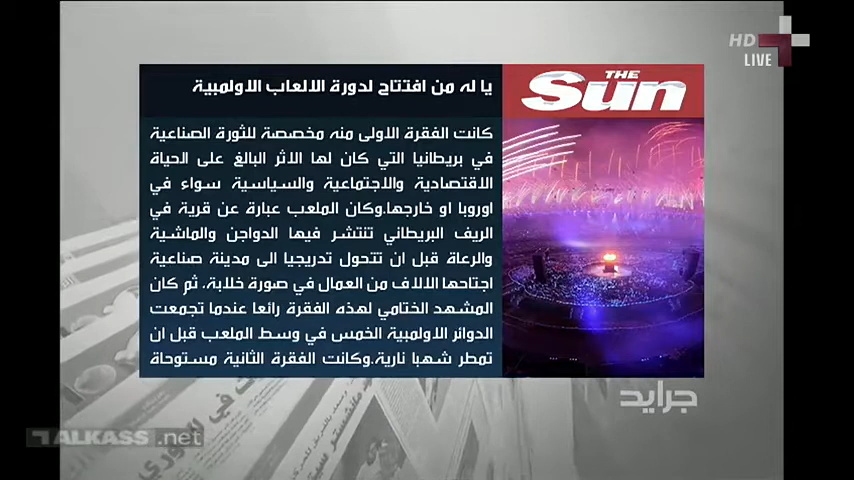 HD
LIVE
THE
Sun
يا له من افتتاح لدورة الالعاب الاولمبية
كانت الفقرة الاولى منه مخصصة للثورة الصناعية
في بريطانيا التي كان لها الاثر البالغ على الحياة
الاقتصادية والاجتماعية والسياسية سواء في
اوروبا او خارجها.وكان الملعب عبارة عن قرية في
الريف البريطاني تنتشر فيها الدواجن والماشية
والرعاة قبل ان تتحول تدريجيا الى مدينة صناعية
اجتاحها الالاف من العمال في صورة خلابة. ثم كان
المشهد الختامي لهذه الفقرة رائعا عندما تجمعت
الدوائر الاولمبية الخمس في وسط الملعب قبل ان
تمطر شهبا نارية.وكانت الفقرة الثانية مستوحاة
جرايد
ALKASS.net